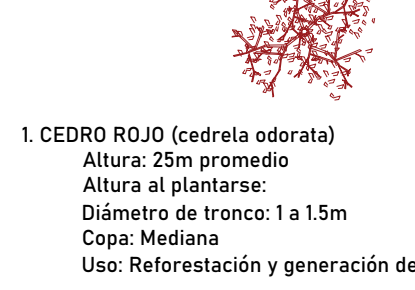 1. CEDRO ROJO (cedrela odorata)
Altura: 25m promedio
Altura al plantarse:
Diámetro de tronco: 1 a 1.5m
Copa: Mediana
Uso: Reforestación y generación de